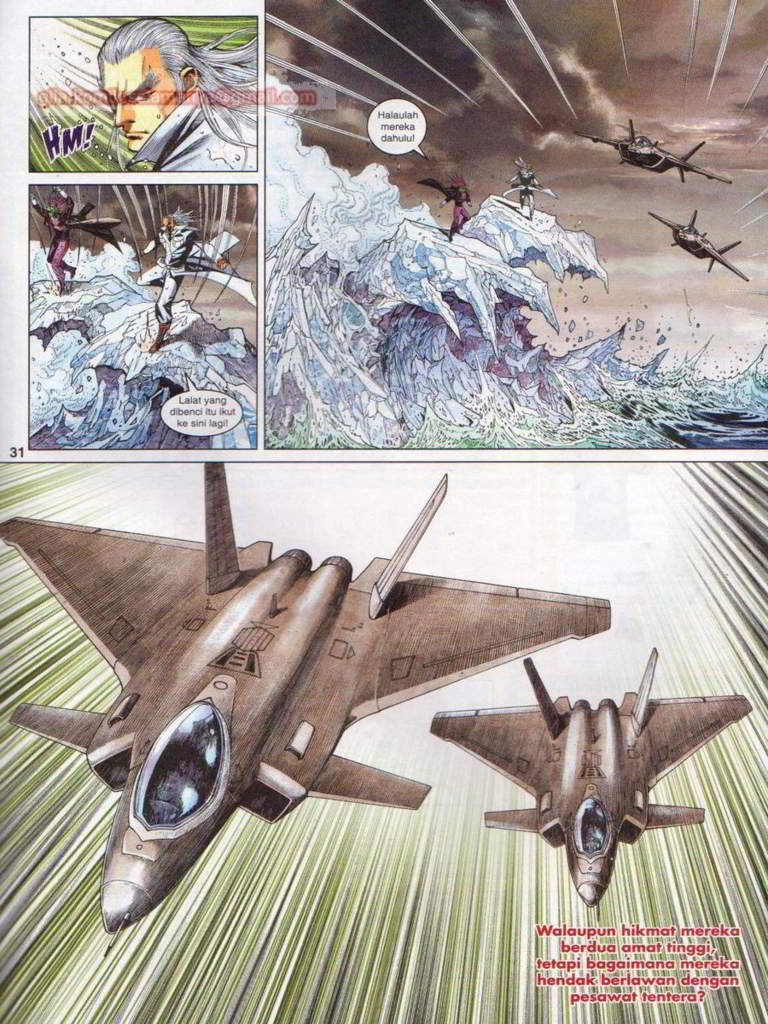 HM!
Halaulah
mereka
dahulu!
Lalat yang
dibenci itu ikut
ke sini lagi!
31
Walaupun hikmat mereka
berdua amat tinggi,
tetapi bagaimana mereka
hendak berlawan dengan
pesawat tentera?